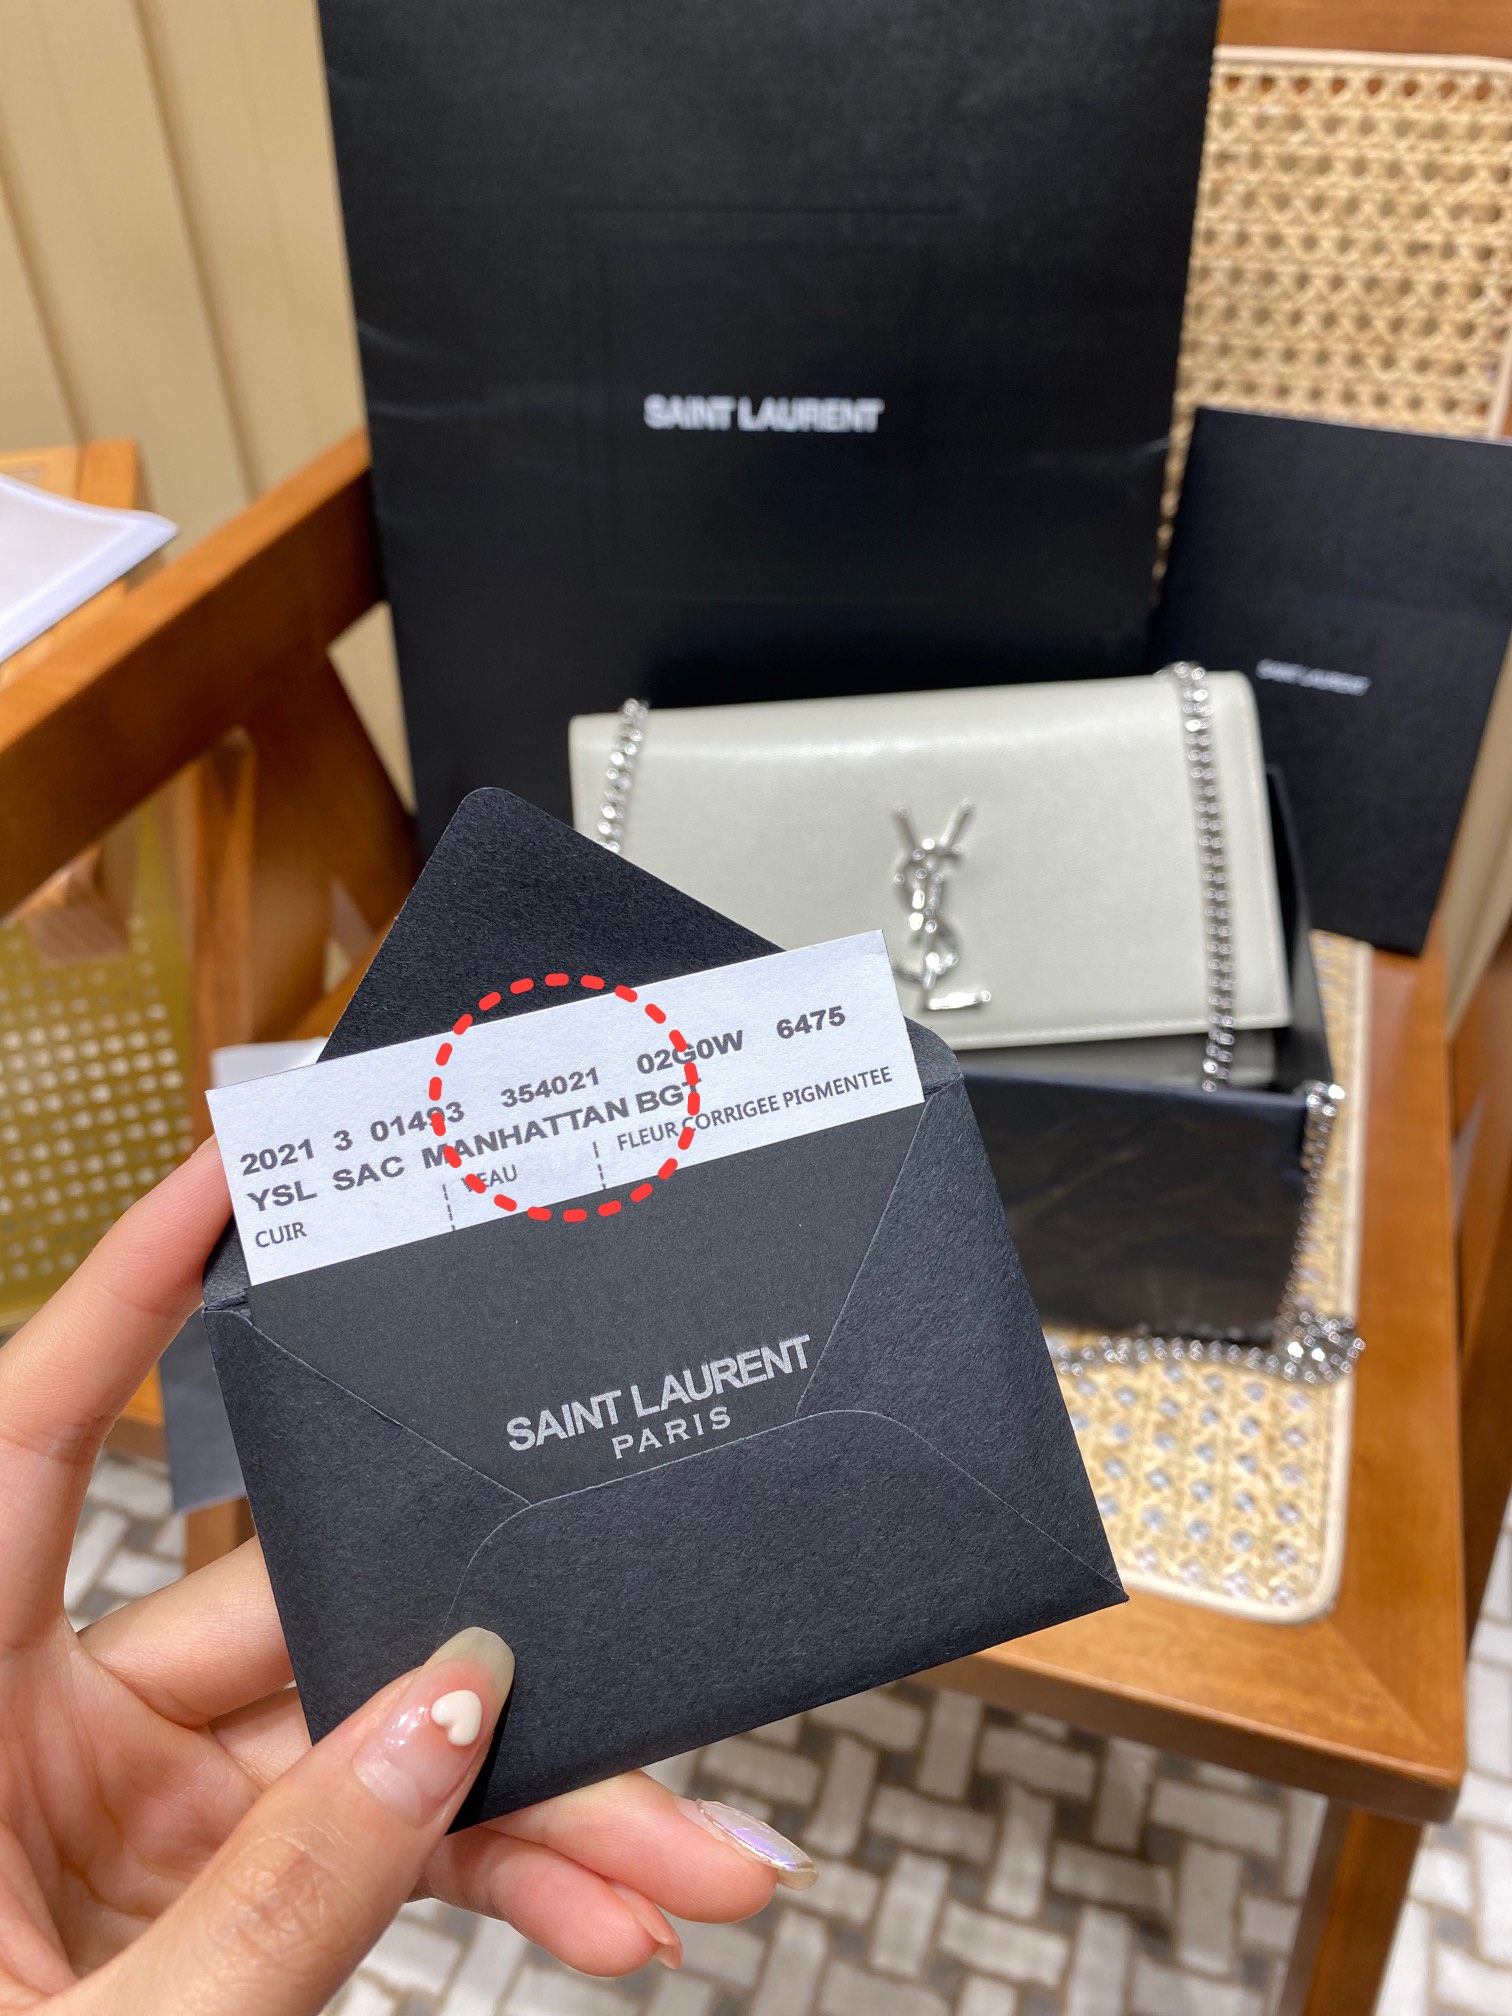 SAINT LAURENT
SAINT LAURENT
2021 3 01493 354021 02G0W 6475
YSL SAC MANHATTAN BGT
CUIR VEAU FLEUR CORRIGEE PIGMENTEE
SAINT LAURENT
PARIS